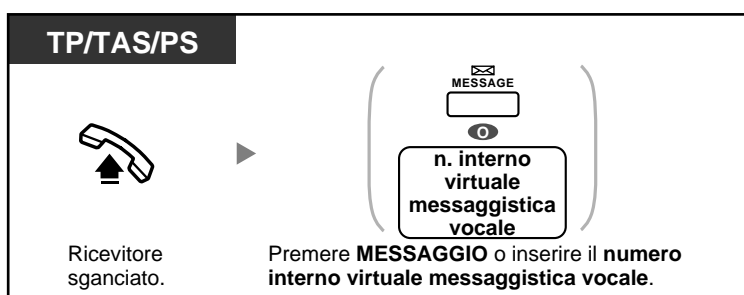 TP/TAS/PS
MESSAGE
O
n. interno
virtuale
messaggistica
vocale
Ricevitore
sganciato.
Premere MESSAGGIO o inserire il numero
interno virtuale messaggistica vocale.